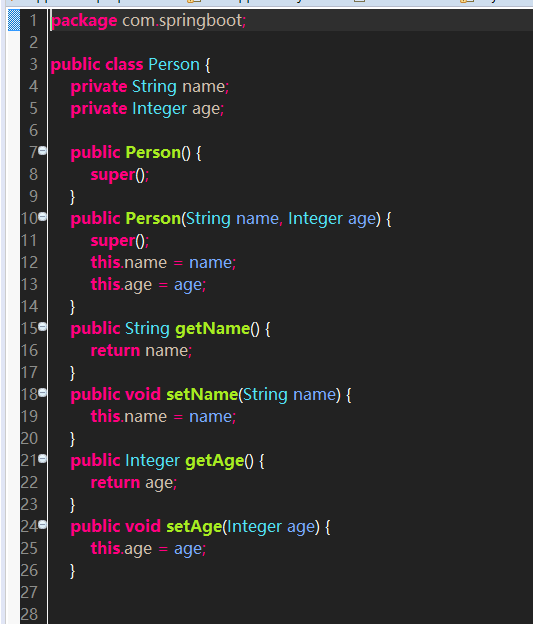 1 package com.springboot;
2
3 public class Person {
4 private String name;
5 private Integer age;
6
7 public Person() {
8 super();
9 }
10 public Person(String name, Integer age) {
11 super();
12 this.name = name;
13 this.age = age;
14 }
15 public String getName() {
16 return name;
17 }
18 public void setName(String name) {
19 this.name = name;
20 }
21 public Integer getAge() {
22 return age;
23 }
24 public void setAge(Integer age) {
25 this.age = age;
26 }
27
28